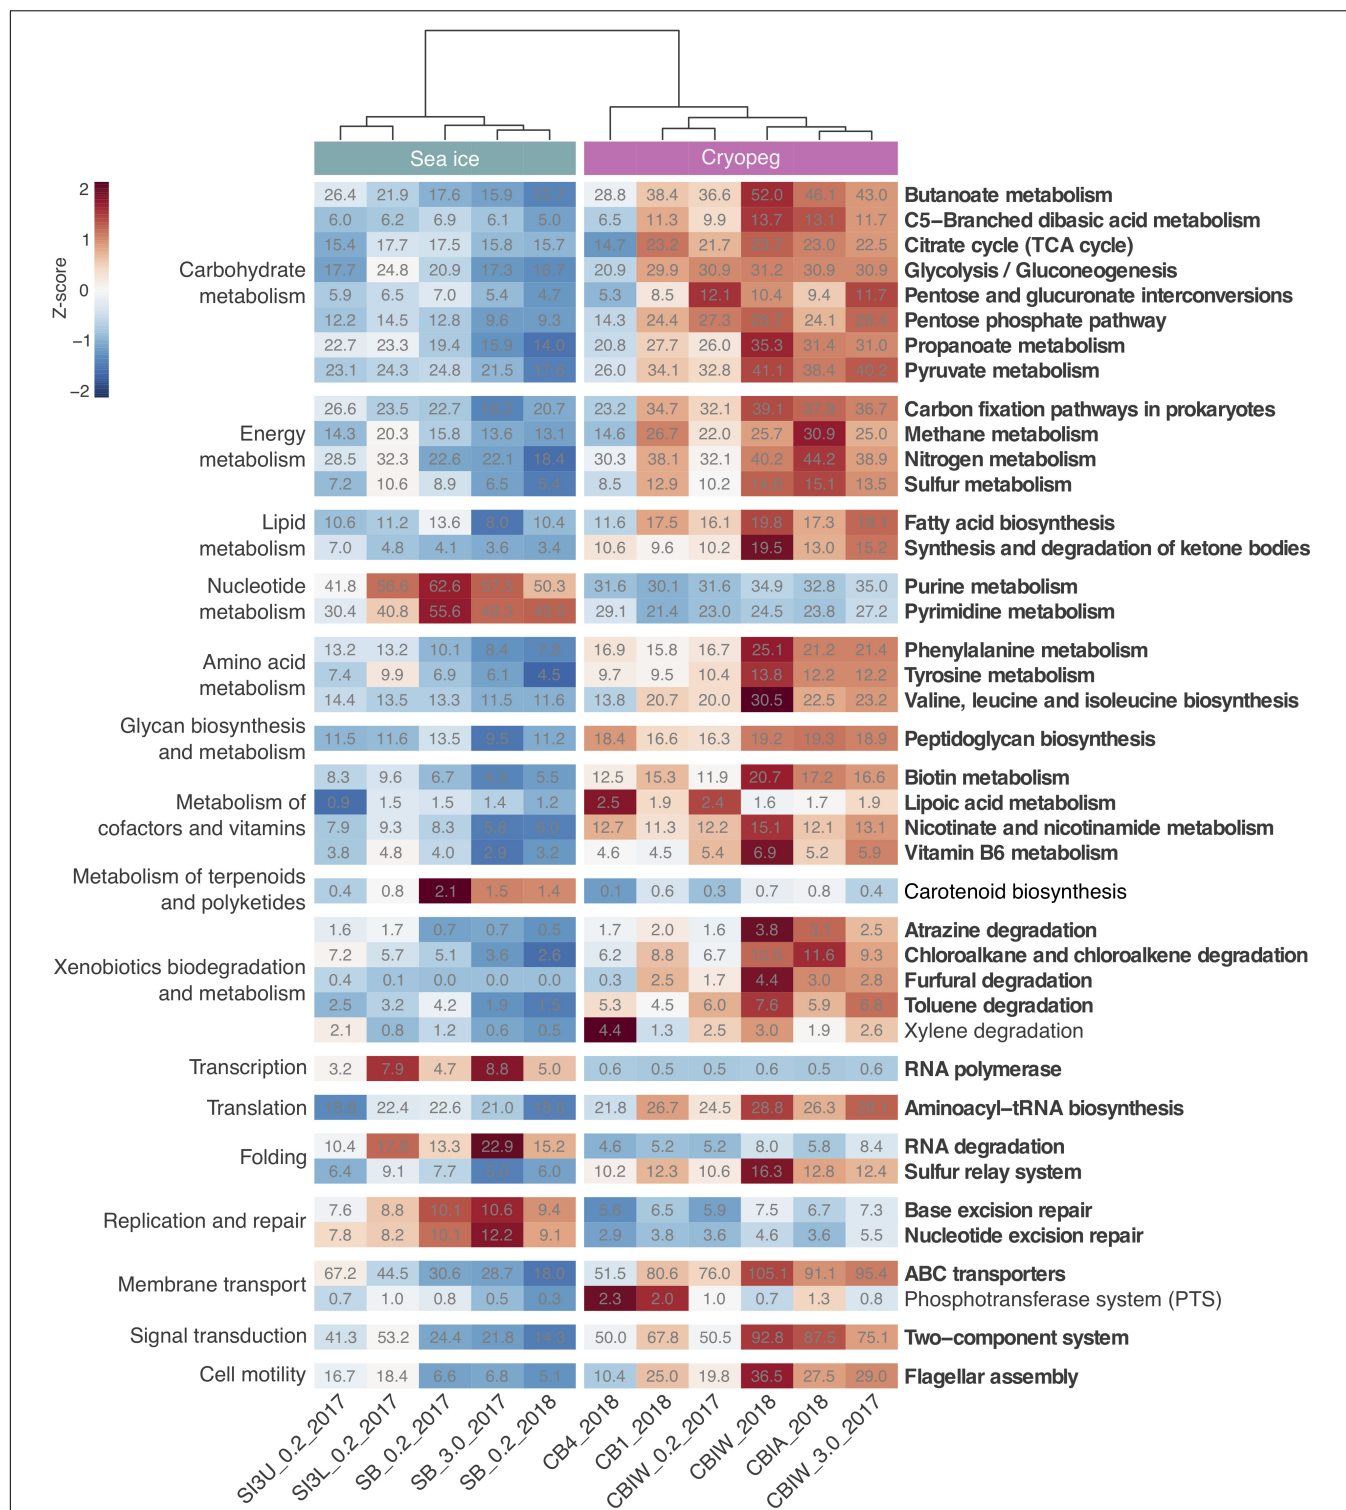 Sea ice Cryopeg
2
1
0
−1
−2
Z-score
26.4 21.9 17.6 15.9 28.8 38.4 36.6 52.0 46.1 43.0 Butanoate metabolism
6.0 6.2 6.9 6.1 5.0 6.5 11.3 9.9 13.7 13.1 11.7 C5−Branched dibasic acid metabolism
15.4 17.7 17.5 15.8 15.7 14.7 23.2 21.7 23.0 22.5 Citrate cycle (TCA cycle)
Carbohydrate
metabolism
17.7 24.8 20.9 17.3 20.9 29.9 30.9 31.2 30.9 30.9 Glycolysis / Gluconeogenesis
5.9 6.5 7.0 5.4 4.7 5.3 8.5 12.1 10.4 9.4 11.7 Pentose and glucuronate interconversions
12.2 14.5 12.8 9.6 9.3 14.3 24.4 27.3 24.1 Pentose phosphate pathway
22.7 23.3 19.4 15.9 14.0 20.8 27.7 26.0 35.3 31.4 31.0 Propanoate metabolism
23.1 24.3 24.8 21.5 26.0 34.1 32.8 41.1 38.4 40.2 Pyruvate metabolism
26.6 23.5 22.7 20.7 23.2 34.7 32.1 39.1 36.7 Carbon fixation pathways in prokaryotes
Energy
metabolism
14.3 20.3 15.8 13.6 13.1 14.6 26.7 22.0 25.7 30.9 25.0 Methane metabolism
28.5 32.3 22.6 22.1 18.4 30.3 38.1 32.1 40.2 44.2 38.9 Nitrogen metabolism
7.2 10.6 8.9 6.5 8.5 12.9 10.2 15.1 13.5 Sulfur metabolism
Lipid
metabolism
10.6 11.2 13.6 8.0 10.4 11.6 17.5 16.1 19.8 17.3 Fatty acid biosynthesis
7.0 4.8 4.1 3.6 3.4 10.6 9.6 10.2 19.5 13.0 15.2 Synthesis and degradation of ketone bodies
Nucleotide
metabolism
41.8 62.6 50.3 31.6 30.1 31.6 34.9 32.8 35.0 Purine metabolism
30.4 40.8 55.6 29.1 21.4 23.0 24.5 23.8 27.2 Pyrimidine metabolism
Amino acid
metabolism
13.2 13.2 10.1 8.4 16.9 15.8 16.7 25.1 21.2 21.4 Phenylalanine metabolism
7.4 9.9 6.9 6.1 4.5 9.7 9.5 10.4 13.8 12.2 12.2 Tyrosine metabolism
14.4 13.5 13.3 11.5 11.6 13.8 20.7 20.0 30.5 22.5 23.2 Valine, leucine and isoleucine biosynthesis
Glycan biosynthesis
and metabolism
11.5 11.6 13.5 9.5 11.2 18.4 16.6 16.3 19.2 19.3 18.9 Peptidoglycan biosynthesis
Metabolism of
cofactors and vitamins
8.3 9.6 6.7 5.5 12.5 15.3 11.9 20.7 17.2 16.6 Biotin metabolism
0.9 1.5 1.5 1.4 1.2 2.5 1.9 2.4 1.6 1.7 1.9 Lipoic acid metabolism
7.9 9.3 8.3 12.7 11.3 12.2 15.1 12.1 13.1 Nicotinate and nicotinamide metabolism
3.8 4.8 4.0 2.9 3.2 4.6 4.5 5.4 6.9 5.2 5.9 Vitamin B6 metabolism
Metabolism of terpenoids
and polyketides
0.4 0.8 2.1 1.5 1.4 0.1 0.6 0.3 0.7 0.8 0.4 Carotenoid biosynthesis
Xenobiotics biodegradation
and metabolism
1.6 1.7 0.7 0.7 0.5 1.7 2.0 1.6 3.8 2.5 Atrazine degradation
7.2 5.7 5.1 3.6 2.6 6.2 8.8 6.7 11.6 9.3 Chloroalkane and chloroalkene degradation
0.4 0.1 0.0 0.0 0.0 0.3 2.5 1.7 4.4 3.0 2.8 Furfural degradation
2.5 3.2 4.2 1.9 5.3 4.5 6.0 7.6 5.9 Toluene degradation
2.1 0.8 1.2 0.6 0.5 4.4 1.3 2.5 3.0 1.9 2.6 Xylene degradation
Transcription 3.2 7.9 4.7 8.8 5.0 0.6 0.5 0.5 0.6 0.5 0.6 RNA polymerase
Translation 22.4 22.6 21.0 21.8 26.7 24.5 28.8 26.3 Aminoacyl−tRNA biosynthesis
Folding
10.4 13.3 22.9 15.2 4.6 5.2 5.2 8.0 5.8 8.4 RNA degradation
6.4 9.1 7.7 6.0 10.2 12.3 10.6 16.3 12.8 12.4 Sulfur relay system
Replication and repair
7.6 8.8 10.1 10.6 9.4 5.6 6.5 5.9 7.5 6.7 7.3 Base excision repair
7.8 8.2 10.1 12.2 9.1 2.9 3.8 3.6 4.6 3.6 5.5 Nucleotide excision repair
Membrane transport
67.2 44.5 30.6 28.7 18.0 51.5 80.6 76.0 105.1 91.1 95.4 ABC transporters
0.7 1.0 0.8 0.5 0.3 2.3 2.0 1.0 0.7 1.3 0.8 Phosphotransferase system (PTS)
Signal transduction 41.3 53.2 24.4 21.8 50.0 67.8 50.5 92.8 87.5 75.1 Two−component system
Cell motility 16.7 18.4 6.6 6.8 5.1 10.4 25.0 19.8 36.5 27.5 29.0 Flagellar assembly
SI3U_0.2_2017
SI3L_0.2_2017
SB_0.2_2017
SB_3.0_2017
SB_0.2_2018
CB4_2018
CB1_2018
CBIW_0.2_2017
CBIW_2018
CBIA_2018
CBIW_3.0_2017